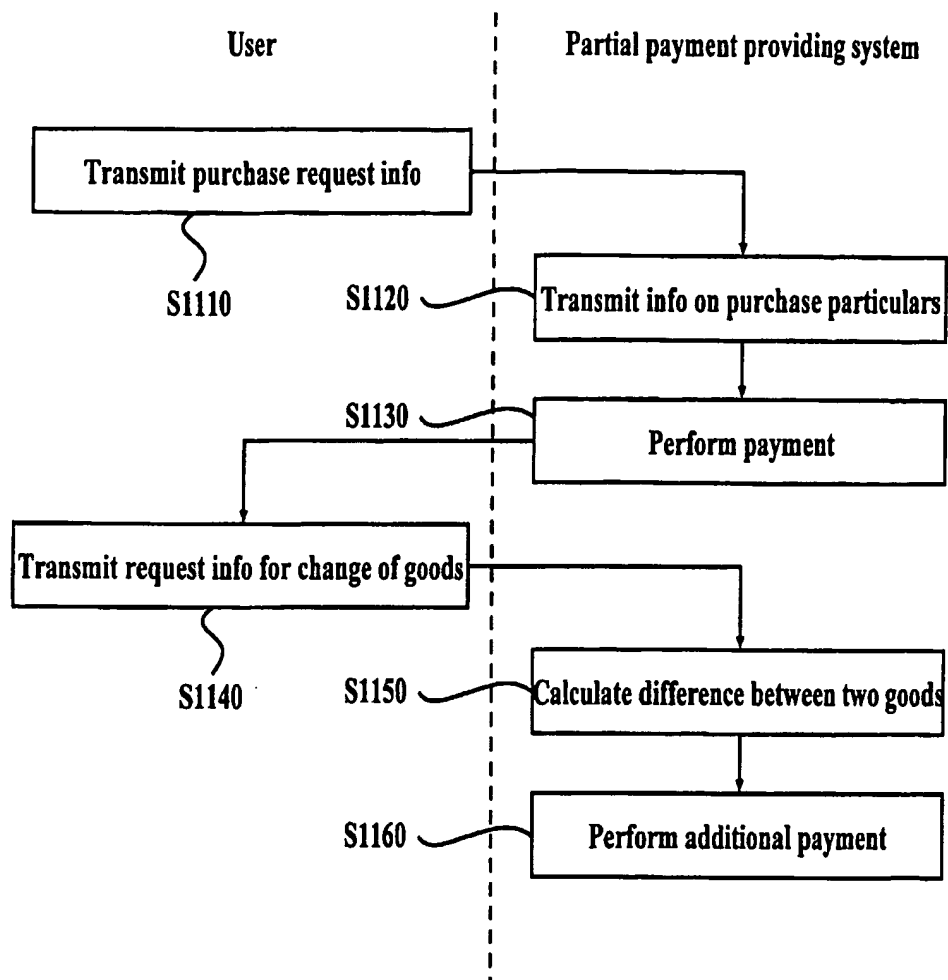 User
Partial payment providing system
Transmit purchase request info
S1110
S1120
Transmit info on purchase particulars
S1130
Perform payment
Transmit request info for change of goods
S1140
S1150
Calculate difference between two goods
S1160
Perform additional payment